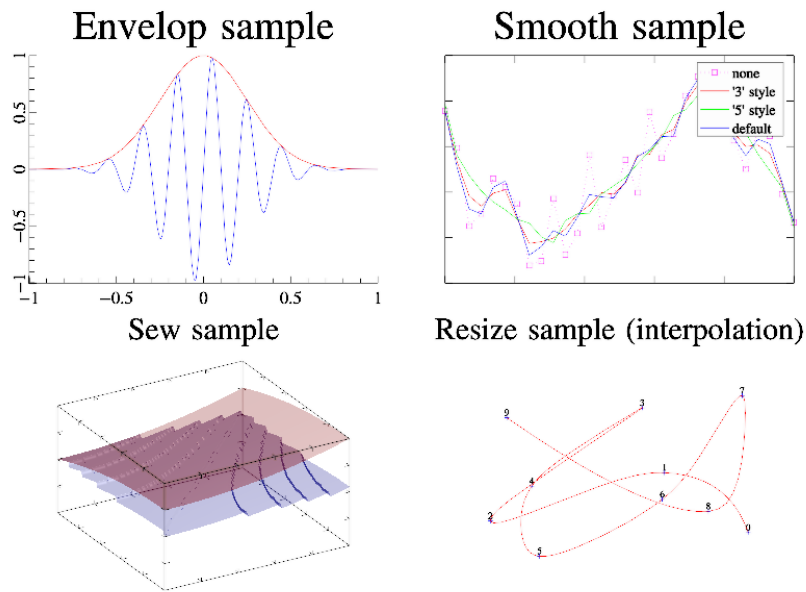 Envelop sample
Smooth sample
none
'3' style
'5' style
default
1
0.5
0
−0.5
−1
−1
−0.5
0
0.5
1
Sew sample
Resize sample (interpolation)
9
3
7
4
1
2
6
8
0
5